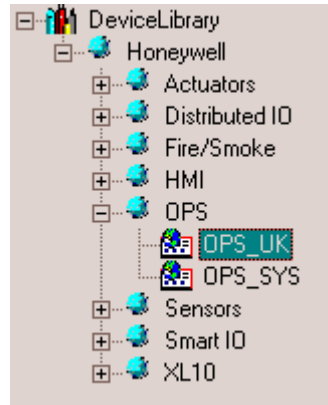 DeviceLibrary
Honeywell
Actuators
Distributed IO
Fire/Smoke
HMI
OPS
OPS_UK
OPS_SYS
Sensors
Smart IO
XL10